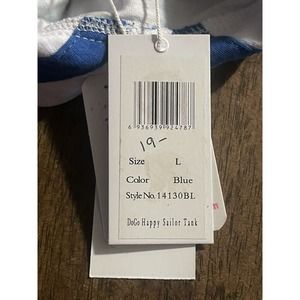 6 936939 924787
19-
Size L
Color Blue
Style No. 14130BL
DoGo Happy Sailor Tank